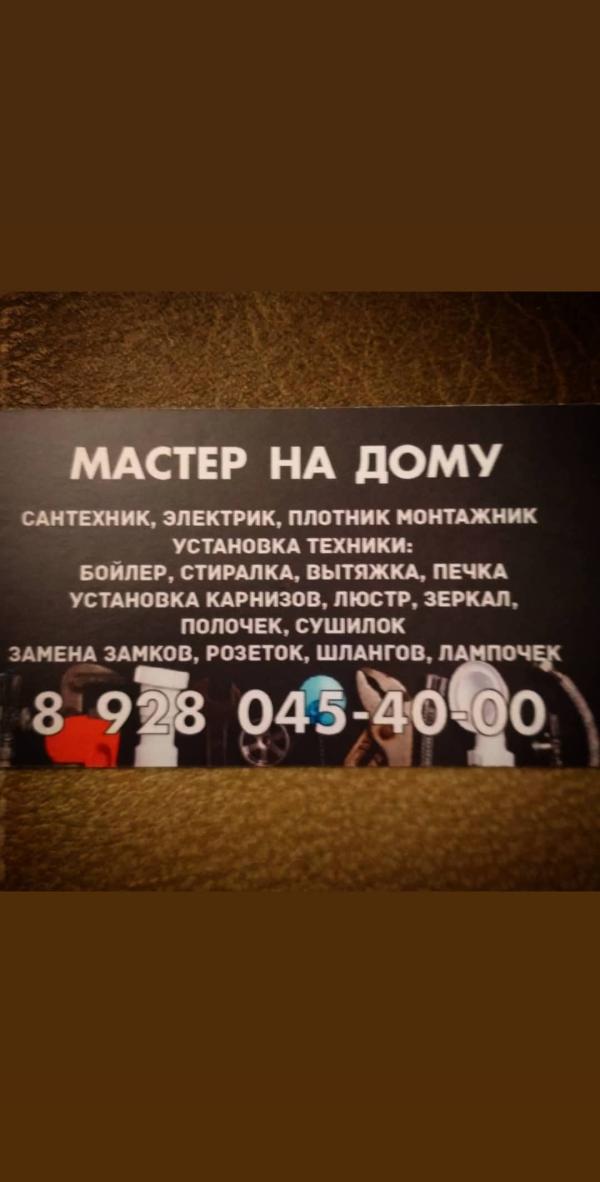 МАСТЕР НА ДОМУ
САНТЕХНИК, ЭЛЕКТРИК, ПЛОТНИК МОНТАЖНИК
УСТАНОВКА ТЕХНИКИ:
БОЙЛЕР, СТИРАЛКА, ВЫТЯЖКА, ПЕЧКА
УСТАНОВКА КАРНИЗОВ, ЛЮСТР, ЗЕРКАЛ,
ПОЛОЧЕК, СУШИЛОК
ЗАМЕНА ЗАМКОВ, РОЗЕТОК, ШЛАНГОВ, ЛАМПОЧЕК
8 928 045-40-00